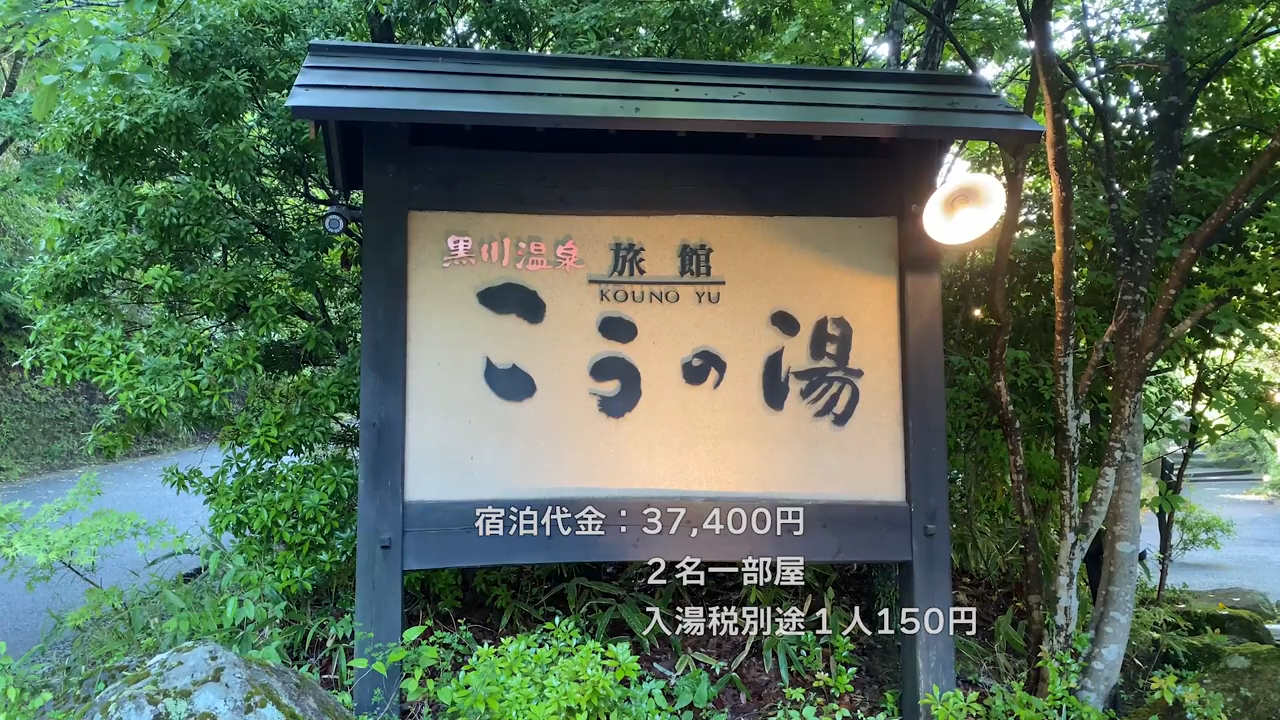 黒川温泉 旅館
KOUNO YU
こうの湯
宿泊代金：37,400円
２名一部屋
入湯税別途１人150円